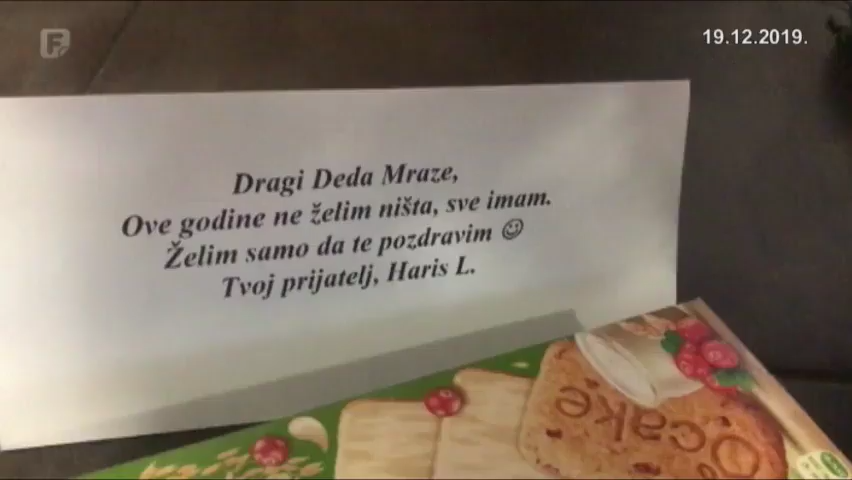 F
19.12.2019.
Dragi Deda Mraze,
Ove godine ne želim ništa, sve imam.
Želim samo da te pozdravim ☺
Tvoj prijatelj, Haris L.
cake